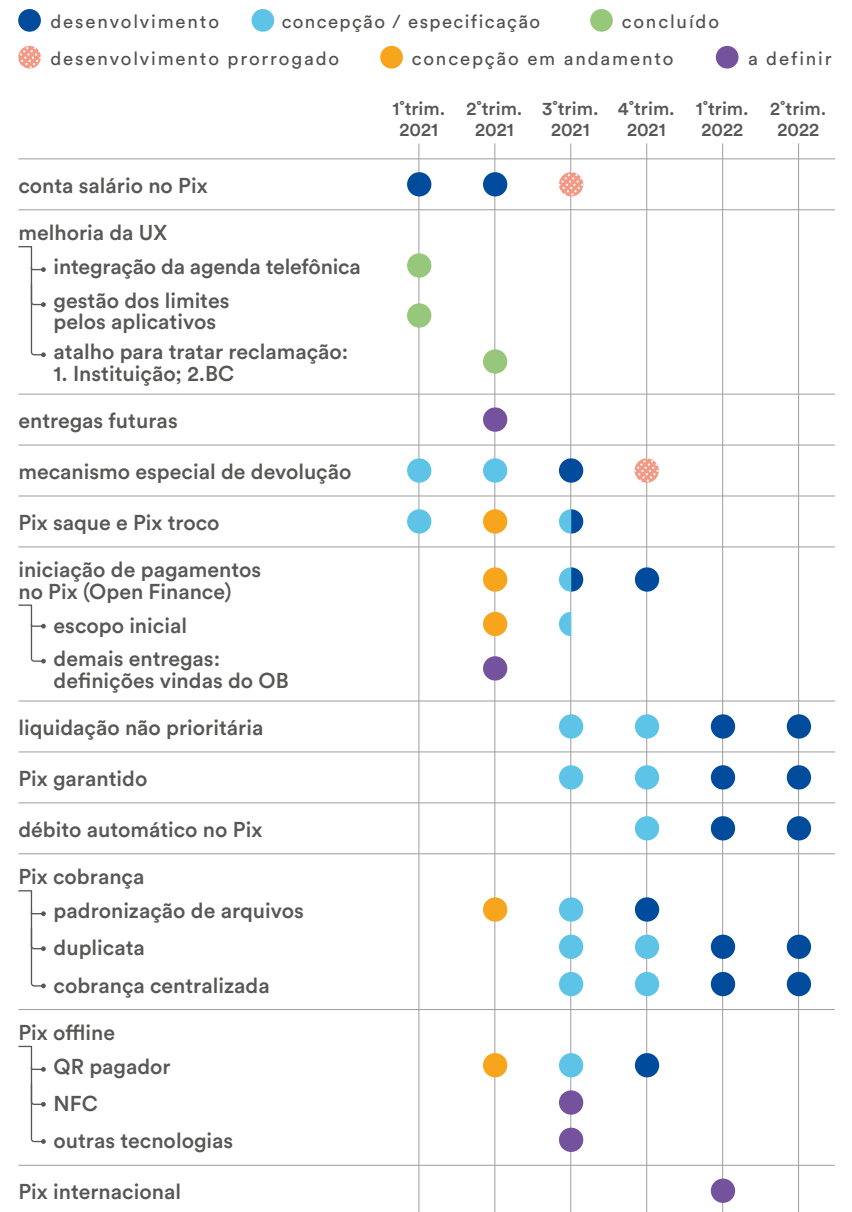 desenvolvimento concepção / especificação concluído
desenvolvimento prorrogado concepção em andamento a definir
1°trim. 2°trim. 3°trim. 4°trim. 1°trim. 2°trim.
2021 2021 2021 2021 2022 2022
conta salário no Pix
melhoria da UX
integração da agenda telefônica
gestão dos limites
pelos aplicativos
atalho para tratar reclamação:
1. Instituição; 2.BC
entregas futuras
mecanismo especial de devolução
Pix saque e Pix troco
iniciação de pagamentos
no Pix (Open Finance)
escopo inicial
demais entregas:
definições vindas do OB
liquidação não prioritária
Pix garantido
débito automático no Pix
Pix cobrança
padronização de arquivos
duplicata
cobrança centralizada
Pix offline
QR pagador
NFC
outras tecnologias
Pix internacional